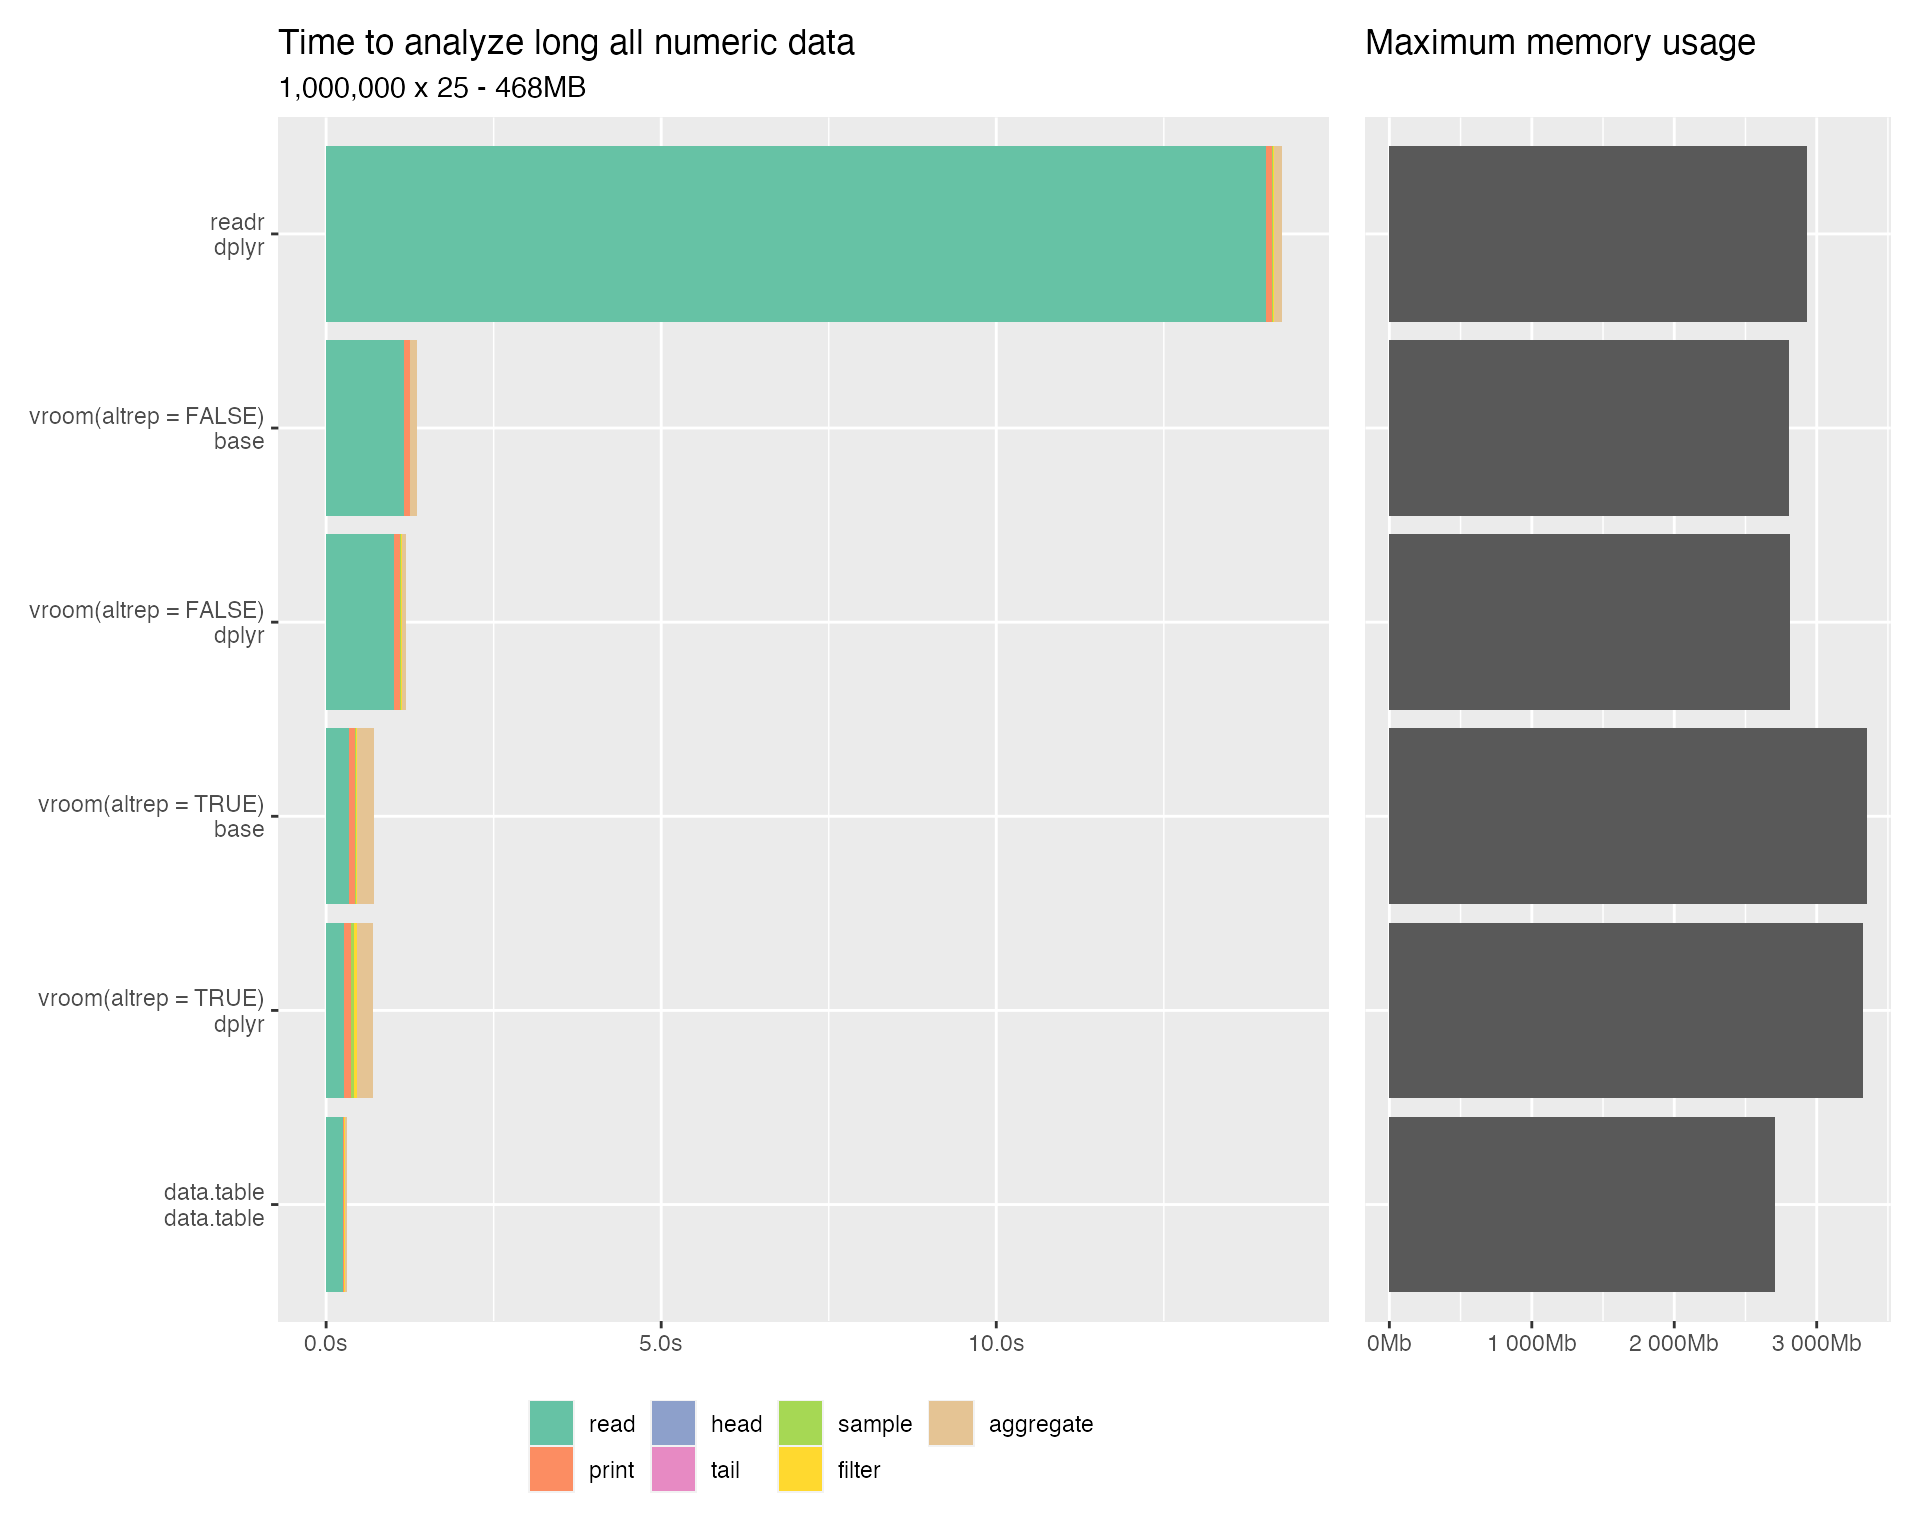 Time to analyze long all numeric data
1,000,000 x 25 - 468MB
Maximum memory usage
readr
dplyr
vroom(altrep = FALSE)
base
vroom(altrep = FALSE)
dplyr
vroom(altrep = TRUE)
base
vroom(altrep = TRUE)
dplyr
data.table
data.table
0.0s 5.0s 10.0s
0Mb 1 000Mb 2 000Mb 3 000Mb
read head sample aggregate
print tail filter